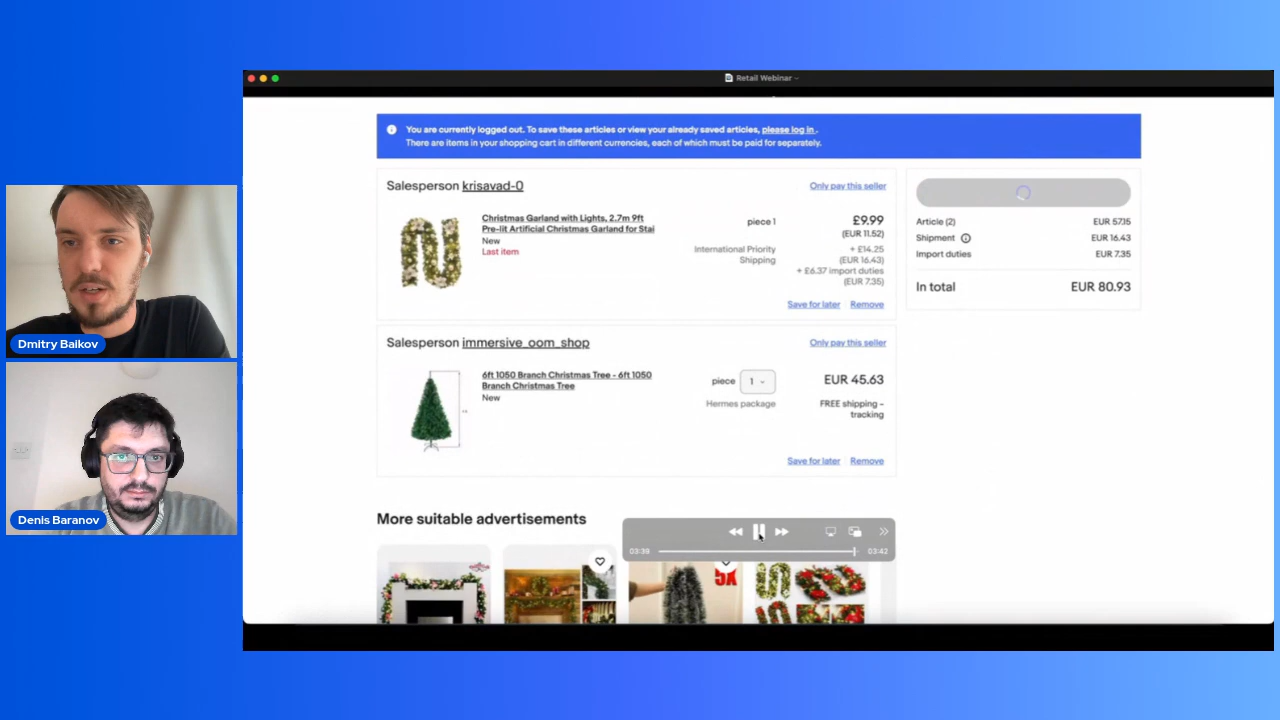 Retail Webinar
You are currently logged out. To save these articles or view your already saved articles, please log in .
There are items in your shopping cart in different currencies, each of which must be paid for separately.
Salesperson krisavad-0
Only pay this seller
Christmas Garland with Lights, 2.7m 9ft
Pre-lit Artificial Christmas Garland for Stai
New
Last item
piece 1
£9.99
(EUR 11.52)
International Priority
Shipping
+ £14.25
(EUR 16.43)
+ £6.37 import duties
(EUR 7.35)
Save for later Remove
Article (2) EUR 57.15
Shipment EUR 16.43
Import duties EUR 7.35
In total EUR 80.93
Salesperson immersive_oom_shop
Only pay this seller
6ft 1050 Branch Christmas Tree - 6ft 1050
Branch Christmas Tree
New
piece 1
EUR 45.63
Hermes package
FREE shipping –
tracking
Save for later Remove
More suitable advertisements
03:39 03:42
5X
Dmitry Balkov
Denis Baranov